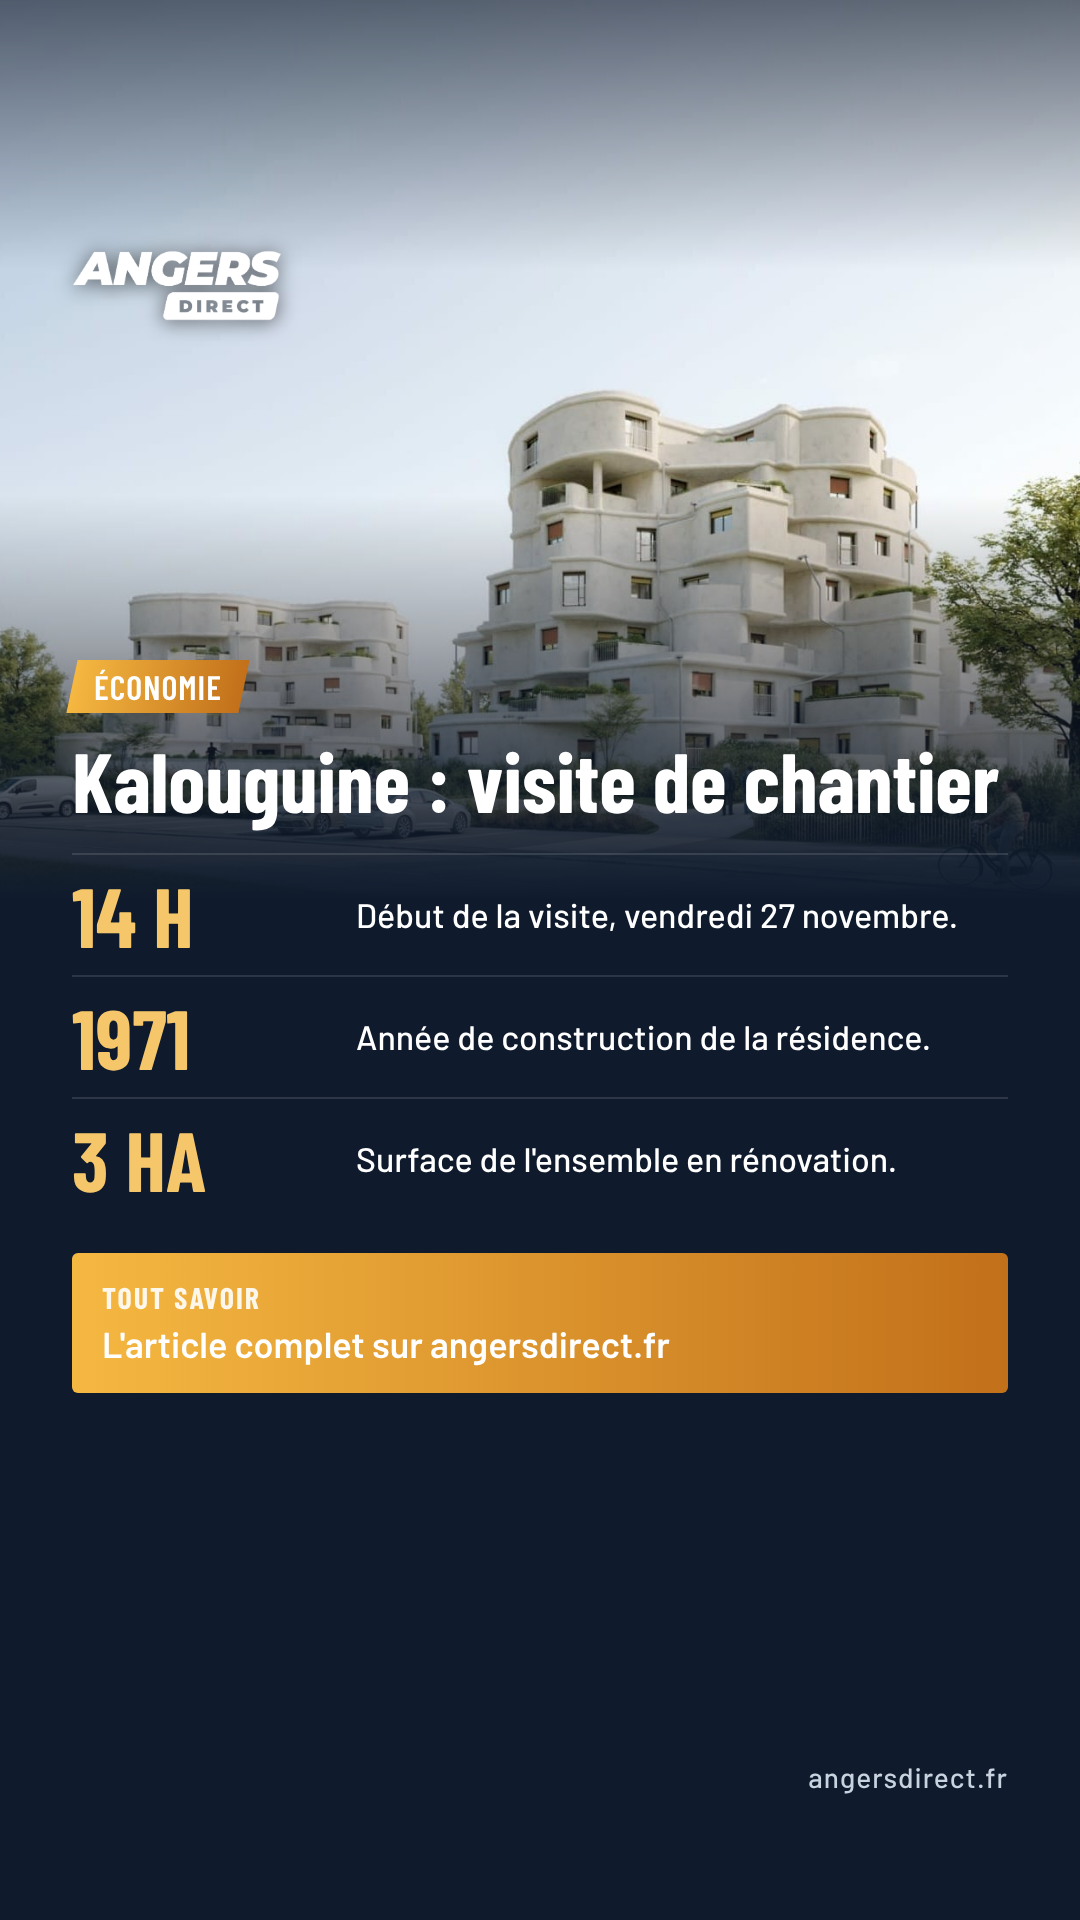 ANGERS
DIRECT
ÉCONOMIE
Kalouguine : visite de chantier
14 H
Début de la visite, vendredi 27 novembre.
1971
Année de construction de la résidence.
3 HA
Surface de l'ensemble en rénovation.
TOUT SAVOIR
L'article complet sur angersdirect.fr
angersdirect.fr